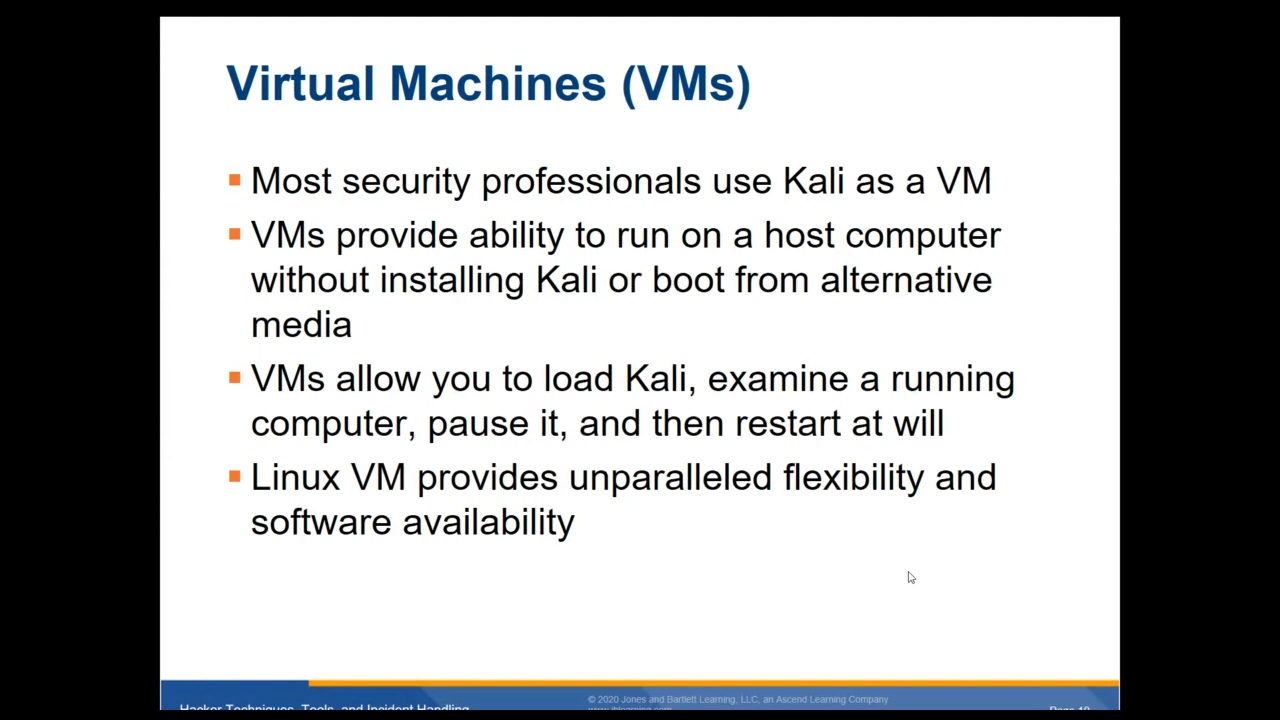 Virtual Machines (VMs)
Most security professionals use Kali as a VM
VMs provide ability to run on a host computer
without installing Kali or boot from alternative
media
VMs allow you to load Kali, examine a running
computer, pause it, and then restart at will
Linux VM provides unparalleled flexibility and
software availability
Hacker Techniques, Tools, and Incident Handling
© 2020 Jones and Bartlett Learning, LLC, an Ascend Learning Company
www.jblearning.com